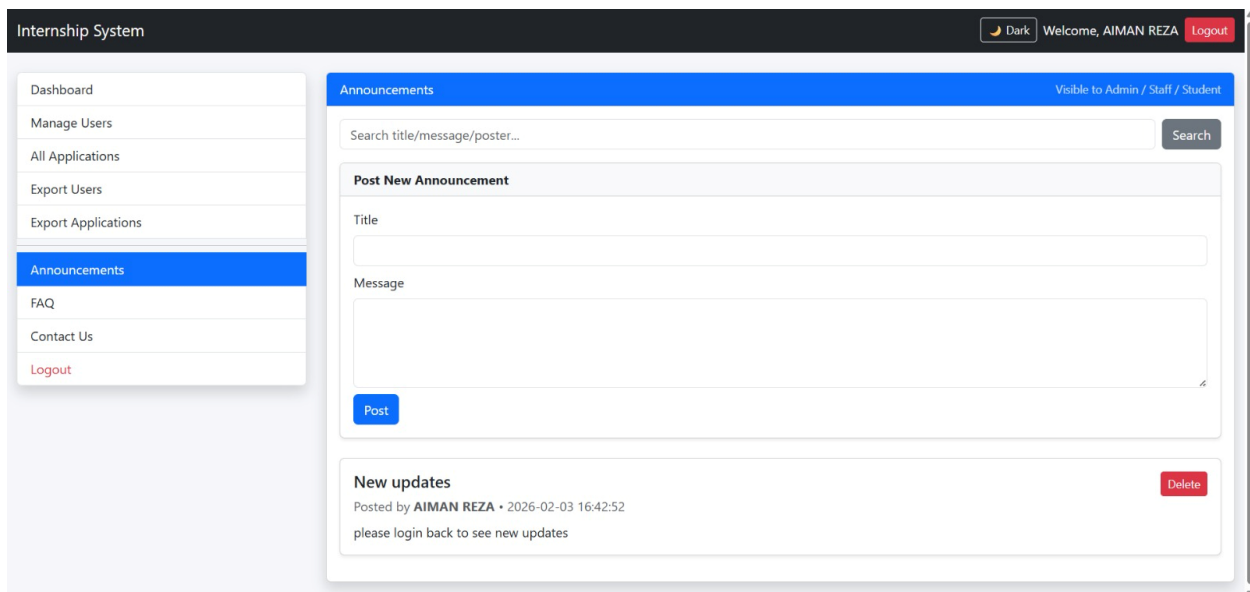 Internship System
🌙 Dark Welcome, AIMAN REZA Logout
Dashboard
Manage Users
All Applications
Export Users
Export Applications
Announcements
FAQ
Contact Us
Logout
Announcements Visible to Admin / Staff / Student
Search title/message/poster... Search
Post New Announcement
Title
Message
Post
New updates Delete
Posted by AIMAN REZA • 2026-02-03 16:42:52
please login back to see new updates